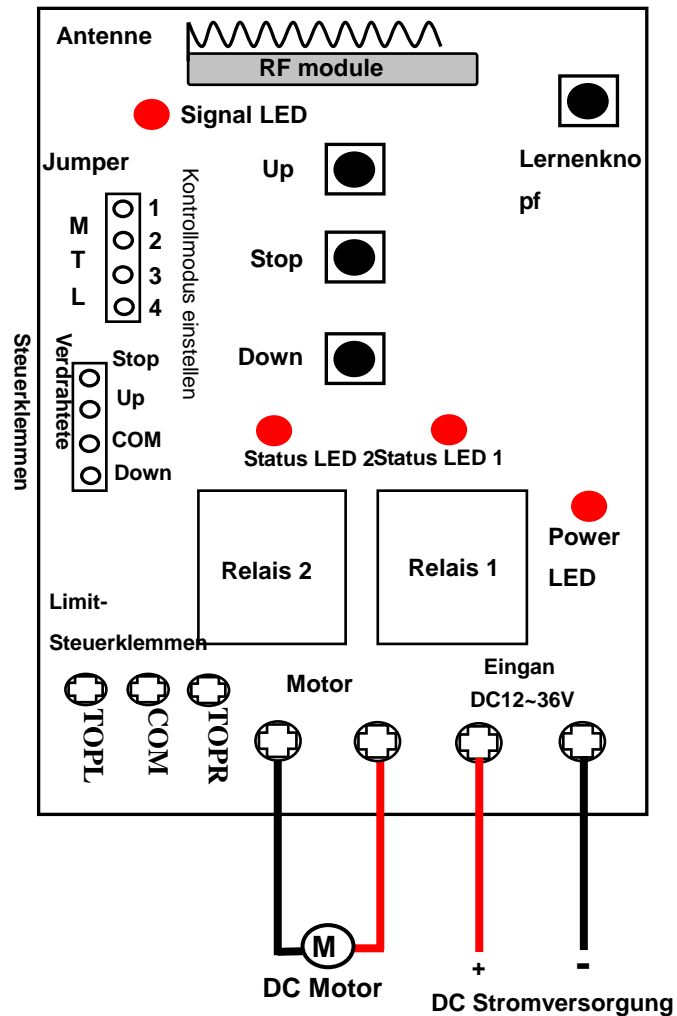 Antenne
RF module
Signal LED
Jumper
Up
Lernenkno
pf
M
T
L
1
2
3
4
Kontrollmodus einstellen
Stop
Down
Verdrahtete
Steuerklemmen
Stop
Up
COM
Down
Status LED 2
Status LED 1
Relais 2
Relais 1
Power
LED
Limit-
Steuerklemmen
Motor
Eingan
DC12~36V
TOPL
COM
TOPR
M
DC Motor
+
-
DC Stromversorgung